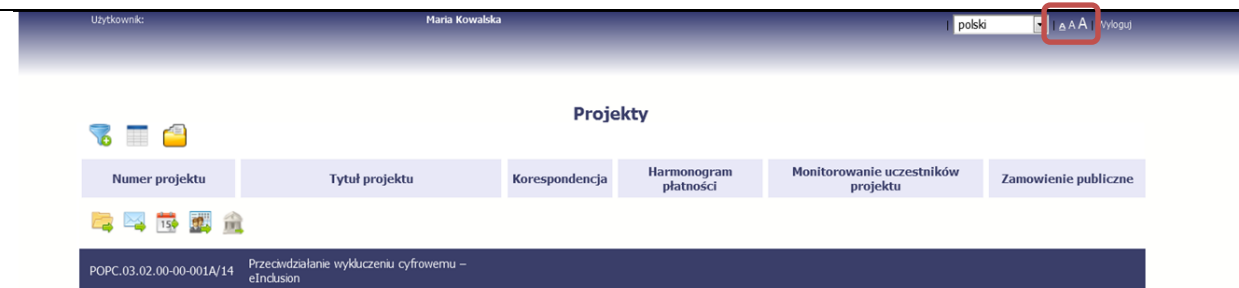 Użytkownik: Maria Kowalska | polski | A A A | Wyloguj
Projekty
Numer projektu Tytuł projektu Korespondencja Harmonogram płatności Monitorowanie uczestników projektu Zamowienie publiczne
15
POPC.03.02.00-00-001A/14 Przeciwdziałanie wykluczeniu cyfrowemu –
eInclusion